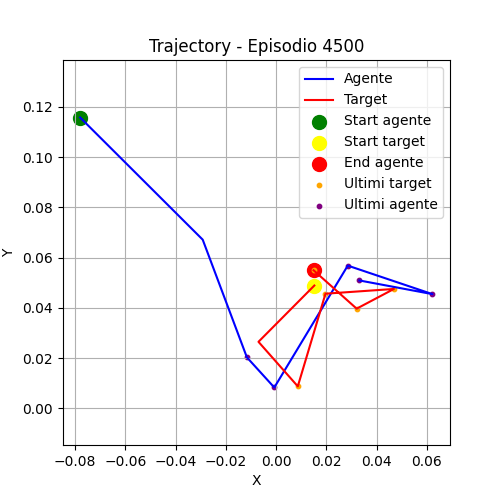 Trajectory - Episodio 4500
Agente
Target
Start agente
Start target
End agente
Ultimi target
Ultimi agente
Y
0.12
0.10
0.08
0.06
0.04
0.02
0.00
−0.08 −0.06 −0.04 −0.02 0.00 0.02 0.04 0.06
X